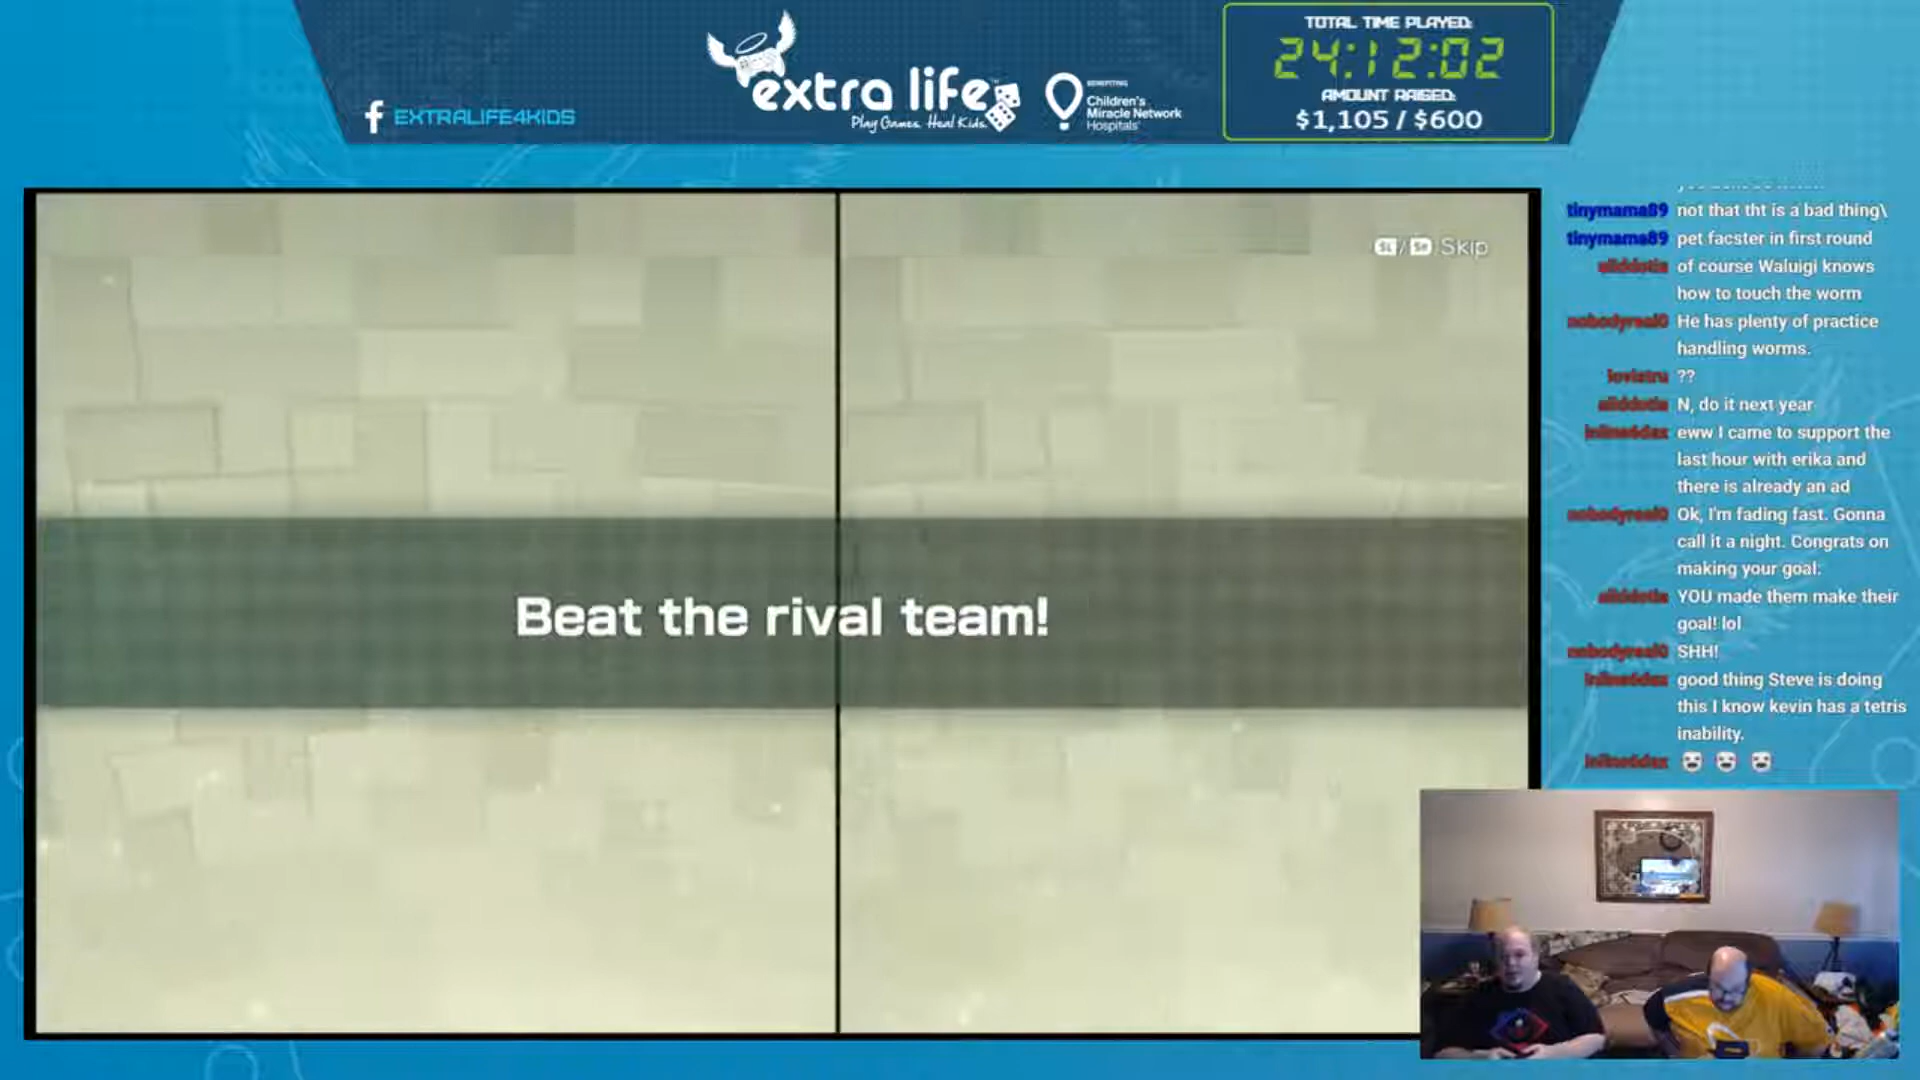 EXTRALIFE4KIDS
extra life
Play Games. Heal Kids.
BENEFITING
Children's
Miracle Network
Hospitals
TOTAL TIME PLAYED:
24:12:02
AMOUNT RAISED:
$1,105 / $600
Skip
Beat the rival team!
tinymama89 not that tht is a bad thing\
tinymama89 pet facster in first round
of course Waluigi knows
how to touch the worm
nobodyreal0 He has plenty of practice
handling worms.
??
N, do it next year
eww I came to support the
last hour with erika and
there is already an ad
nobodyreal0 Ok, I'm fading fast. Gonna
call it a night. Congrats on
making your goal.
YOU made them make their
goal! lol
nobodyreal0 SHH!
good thing Steve is doing
this I know kevin has a tetris
inability.